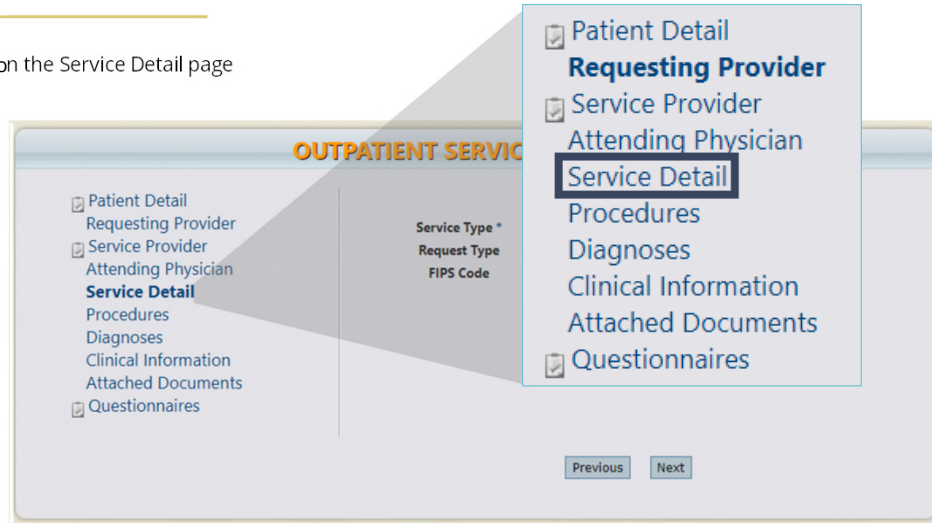 on the Service Detail page
OUTPATIENT SERVIC
Patient Detail
Requesting Provider
Service Provider
Attending Physician
Service Detail
Procedures
Diagnoses
Clinical Information
Attached Documents
Questionnaires
Service Type *
Request Type
FIPS Code
Previous Next
Patient Detail
Requesting Provider
Service Provider
Attending Physician
Service Detail
Procedures
Diagnoses
Clinical Information
Attached Documents
Questionnaires